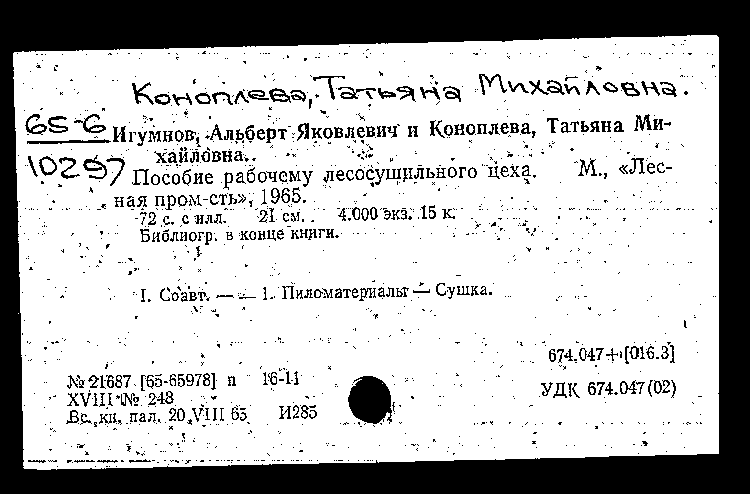 Коноплева, Татьяна Михайловна.
65-6
Игумнов, Альберт Яковлевич и Коноплева, Татьяна Ми-
хайловна.
10297
Пособие рабочему лесосушильного цеха. М., «Лес-
ная пром-сть», 1965.
72 с. с илл. 21 см. 4.000 экз. 15 к.
Библиогр. в конце книги.
I. Соавт. — — 1. Пиломатериалы — Сушка.
674.047+[016.3]
№ 21687 [65-65978] п 16-11
УДК 674.047(02)
XVIII № 248
Вс. кн. пал. 20.VIII 65 И285